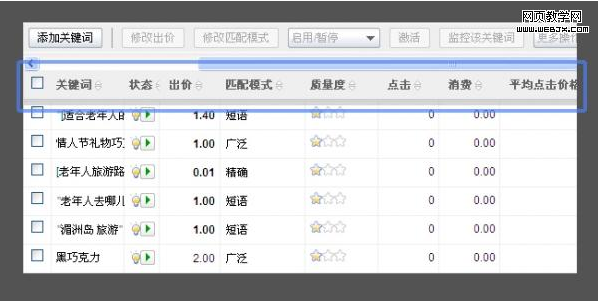 网页教学网
www.WEBJX.com
添加关键词 修改出价 修改匹配模式 启用/暂停 激活 监控该关键词 更多操作
关键词 状态 出价 匹配模式 质量度 点击 消费 平均点击价格
"[适合老年人的 1.40 短语 0 0.00
情人节礼物巧克 1.00 广泛 0 0.00
[老年人旅游路 0.01 精确 0 0.00
"老年人去哪儿 1.00 短语 0 0.00
"湄洲岛 旅游" 1.00 短语 0 0.00
黑巧克力 2.00 广泛 0 0.00